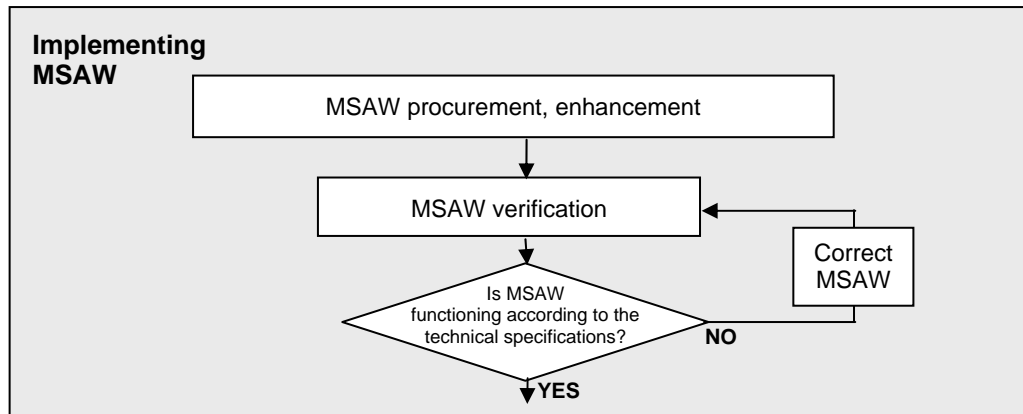 Implementing
MSAW
MSAW procurement, enhancement
MSAW verification
Correct
MSAW
Is MSAW
functioning according to the
technical specifications?
NO
YES